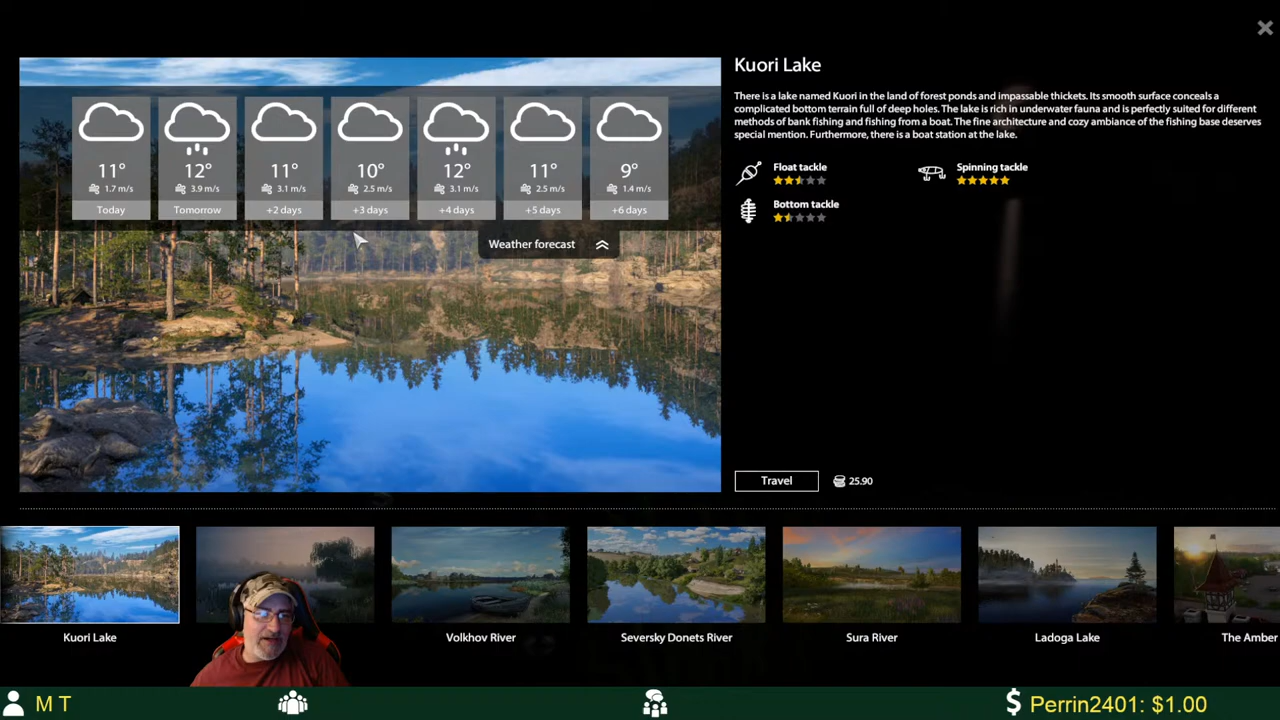 Kuori Lake
There is a lake named Kuori in the land of forest ponds and impassable thickets. Its smooth surface conceals a
complicated bottom terrain full of deep holes. The lake is rich in underwater fauna and is perfectly suited for different
methods of bank fishing and fishing from a boat. The fine architecture and cozy ambiance of the fishing base deserves
special mention. Furthermore, there is a boat station at the lake.
Float tackle
Spinning tackle
Bottom tackle
11°
1.7 m/s
Today
12°
3.9 m/s
Tomorrow
11°
3.1 m/s
+2 days
10°
2.5 m/s
+3 days
12°
3.1 m/s
+4 days
11°
2.5 m/s
+5 days
9°
1.4 m/s
+6 days
Weather forecast
Travel
25.90
Kuori Lake
Volkhov River
Seversky Donets River
Sura River
Ladoga Lake
The Amber
M T
$ Perrin2401: $1.00